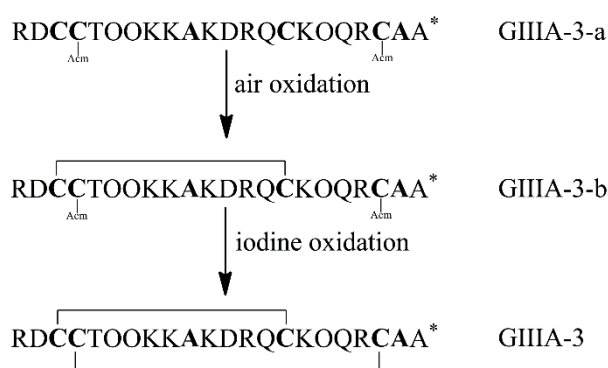 RDCCTOOKKAKDRQCKOQRCAA* GIIIA-3-a
Acm Acm
air oxidation
RDCCTOOKKAKDRQCKOQRCAA* GIIIA-3-b
Acm Acm
iodine oxidation
RDCCTOOKKAKDRQCKOQRCAA* GIIIA-3